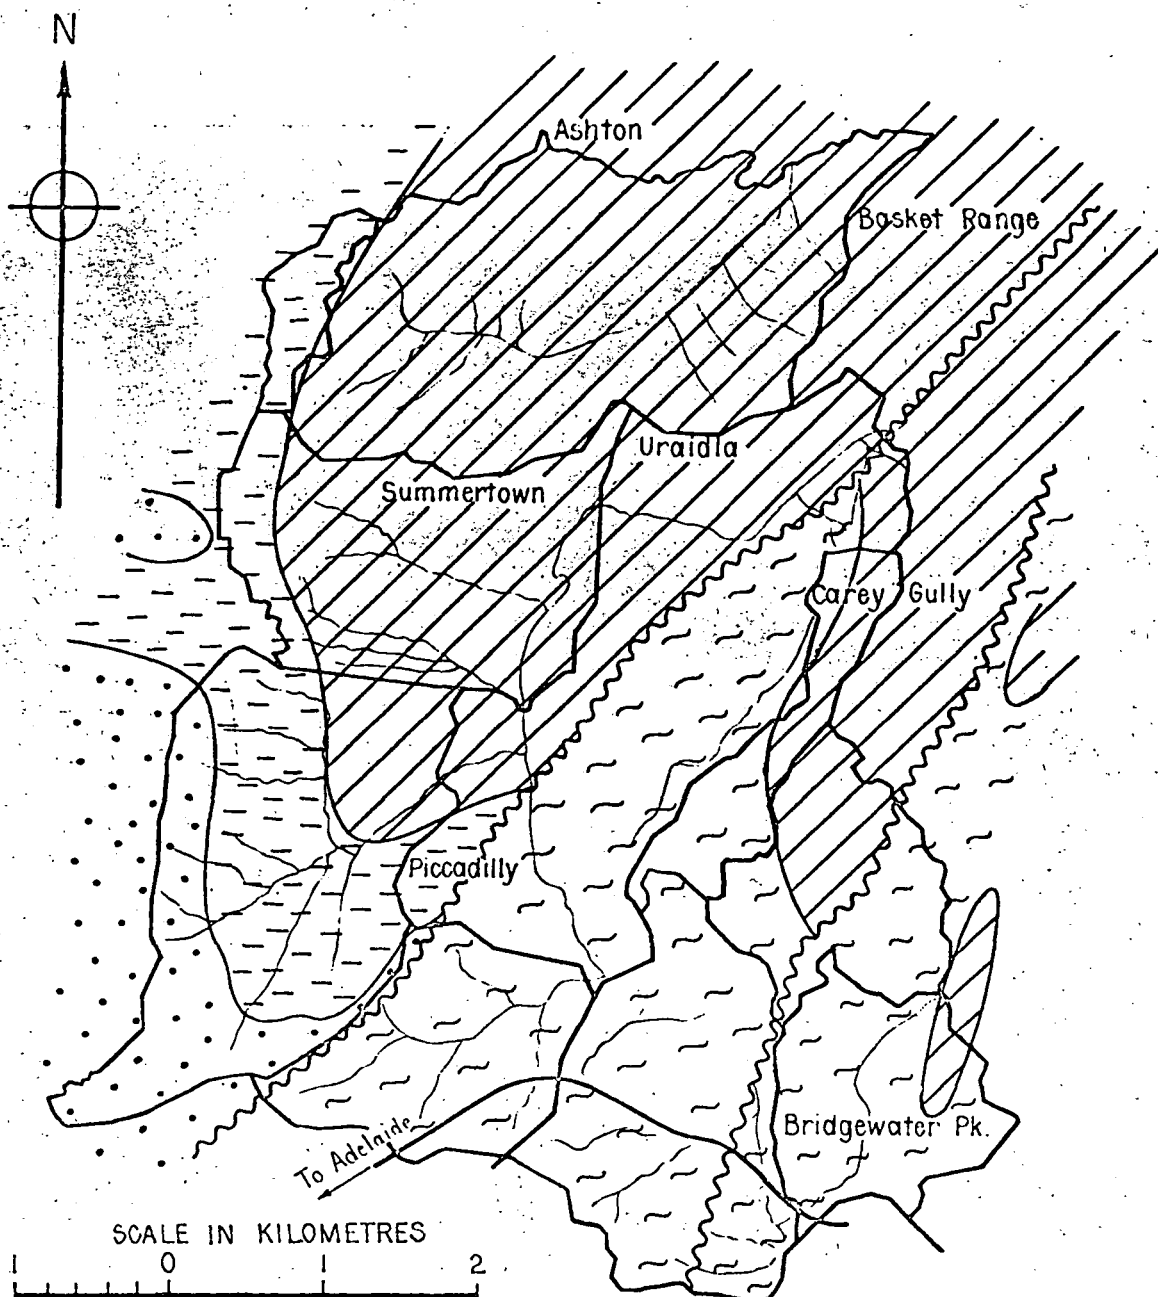 N
Ashton
Basket Range
Uraidla
Summertown
Carey Gully
Piccadilly
Bridgewater Pk.
To Adelaide
SCALE IN KILOMETRES
1 0 1 2